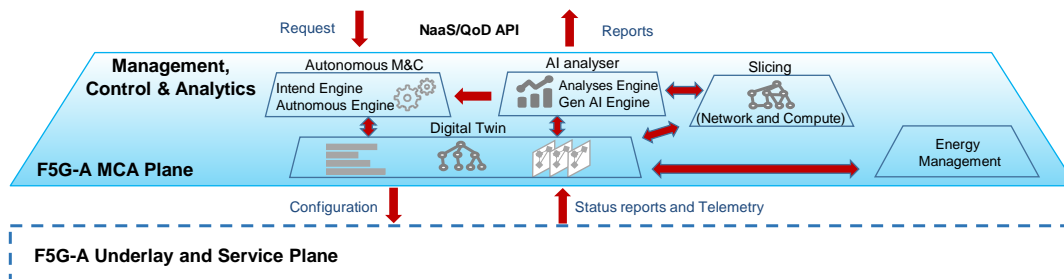 Request
NaaS/QoD API
Reports
Management,
Control & Analytics
Autonomous M&C
Intend Engine
Autnomous Engine
AI analyser
Analyses Engine
Gen AI Engine
Slicing
(Network and Compute)
Digital Twin
Energy
Management
F5G-A MCA Plane
Configuration
Status reports and Telemetry
F5G-A Underlay and Service Plane